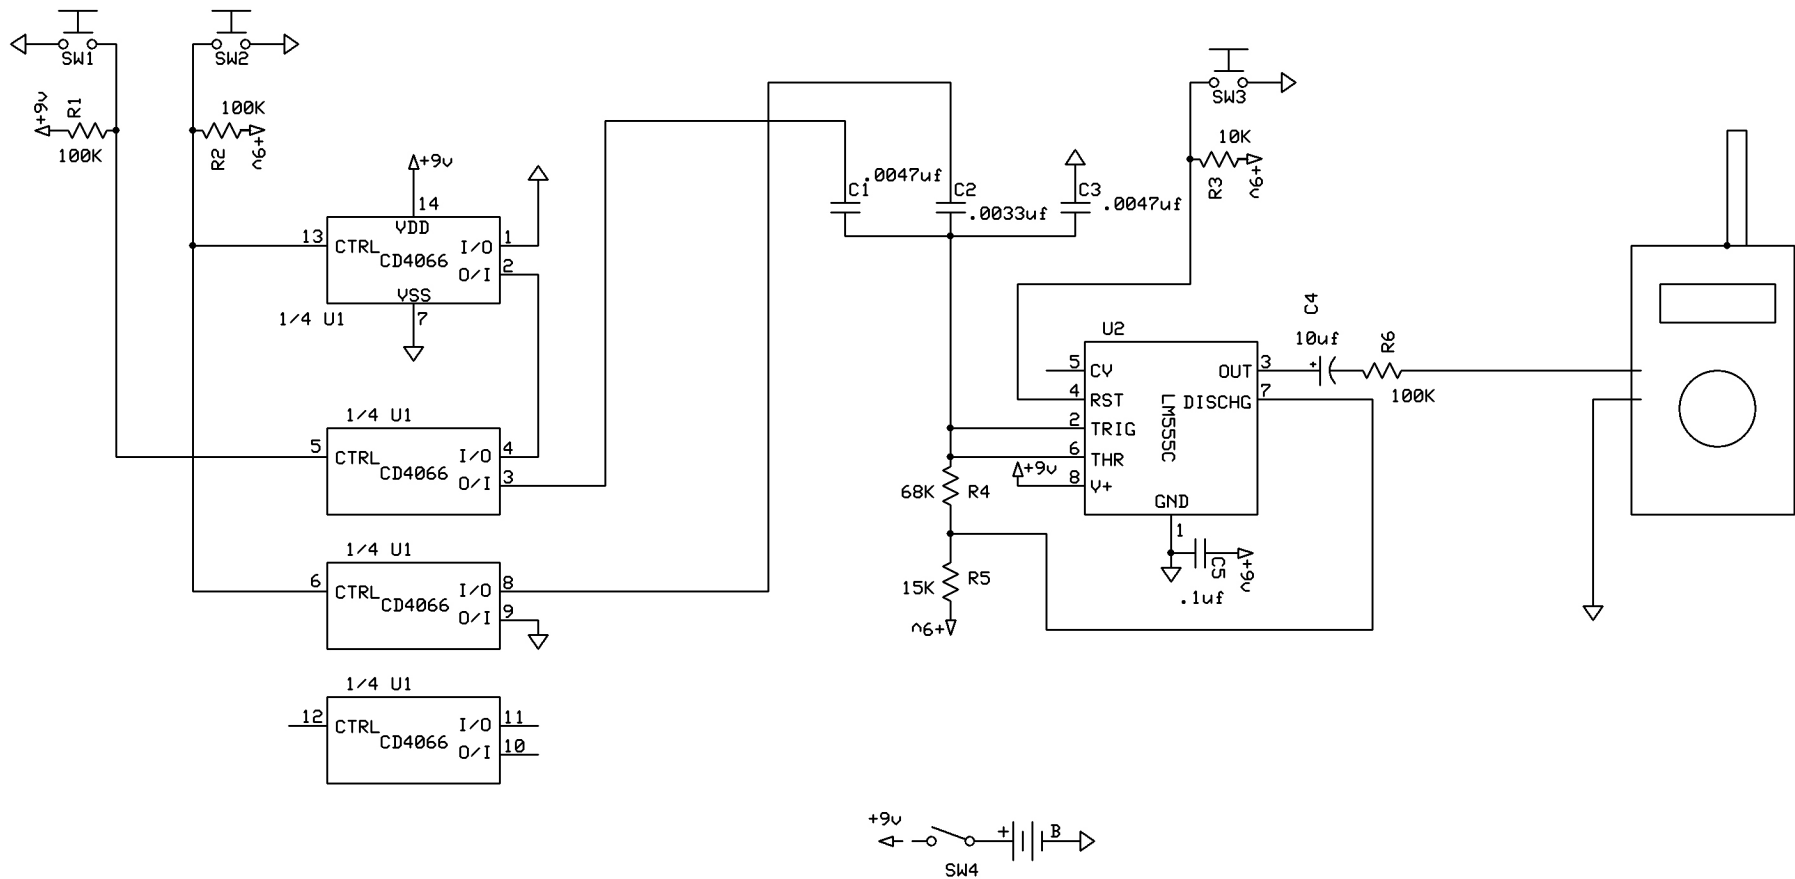 SW1
SW2
+9v
R1
100K
100K
R2
+9v
SW3
10K
R3
+9v
+9v
14
VDD
13
CTRL
CD4066
I/O
1
O/I
2
VSS
7
1/4 U1
C1
.0047uf
C2
.0033uf
C3
.0047uf
1/4 U1
5
CTRL
CD4066
I/O
4
O/I
3
U2
5
CV
4
RST
2
TRIG
6
THR
+9v
8
V+
LM555C
OUT
3
DISCHG
7
GND
1
C4
10uf
+
R6
100K
68K
R4
15K
R5
+9v
C5
.1uf
+9v
1/4 U1
6
CTRL
CD4066
I/O
8
O/I
9
1/4 U1
12
CTRL
CD4066
I/O
11
O/I
10
+9v
SW4
+
B